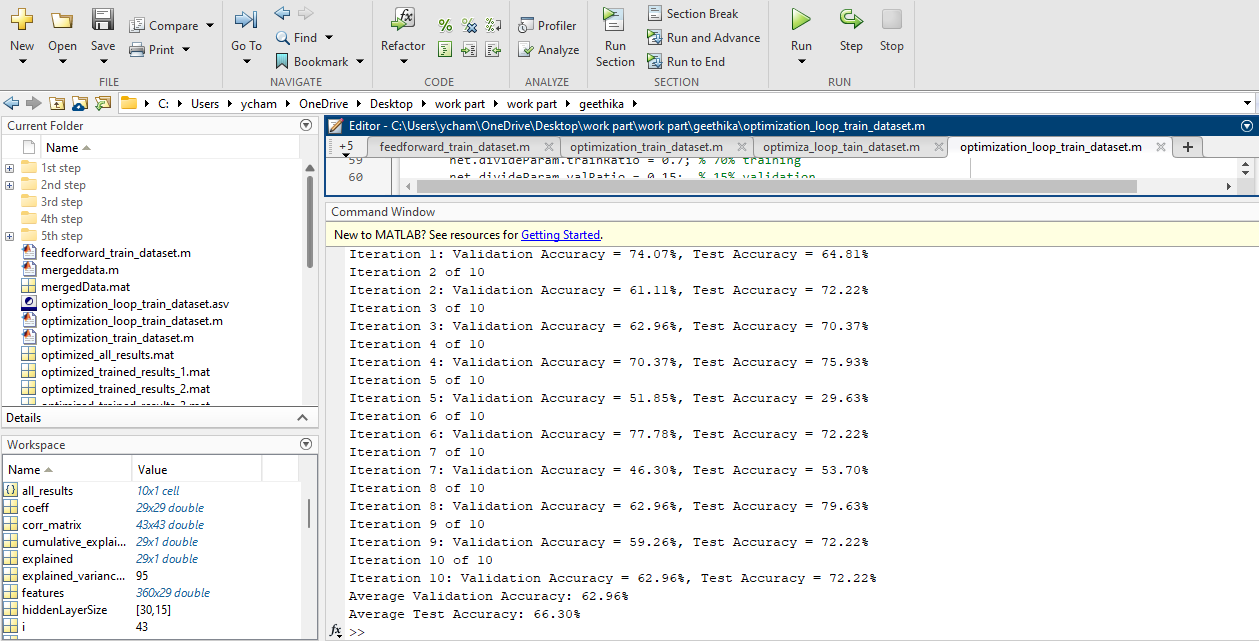 New
Open
Save
Compare
Print
FILE
Go To
Find
Bookmark
NAVIGATE
Refactor
CODE
Profiler
Analyze
ANALYZE
Run
Section
Section Break
Run and Advance
Run to End
SECTION
Run
Step
Stop
RUN
C: Users ycham OneDrive Desktop work part work part geethika
Current Folder
Name
1st step
2nd step
3rd step
4th step
5th step
feedforward_train_dataset.m
mergeddata.m
mergedData.mat
optimization_loop_train_dataset.asv
optimization_loop_train_dataset.m
optimization_train_dataset.m
optimized_all_results.mat
optimized_trained_results_1.mat
optimized_trained_results_2.mat
optimized_trained_results_3.mat
Details
Workspace
Name Value
all_results 10x1 cell
coeff 29x29 double
corr_matrix 43x43 double
cumulative_explai... 29x1 double
explained 29x1 double
explained_varianc... 95
features 360x29 double
hiddenLayerSize [30,15]
i 43
Editor - C:\Users\ycham\OneDrive\Desktop\work part\work part\geethika\optimization_loop_train_dataset.m
+5 feedforward_train_dataset.m optimization_train_dataset.m optimiza_loop_tain_dataset.m optimization_loop_train_dataset.m +
59 net.divideParam.trainRatio = 0.7; % 70% training
60 net.divideParam.valRatio = 0.15; % 15% validation
Command Window
New to MATLAB? See resources for Getting Started.
Iteration 1: Validation Accuracy = 74.07%, Test Accuracy = 64.81%
Iteration 2 of 10
Iteration 2: Validation Accuracy = 61.11%, Test Accuracy = 72.22%
Iteration 3 of 10
Iteration 3: Validation Accuracy = 62.96%, Test Accuracy = 70.37%
Iteration 4 of 10
Iteration 4: Validation Accuracy = 70.37%, Test Accuracy = 75.93%
Iteration 5 of 10
Iteration 5: Validation Accuracy = 51.85%, Test Accuracy = 29.63%
Iteration 6 of 10
Iteration 6: Validation Accuracy = 77.78%, Test Accuracy = 72.22%
Iteration 7 of 10
Iteration 7: Validation Accuracy = 46.30%, Test Accuracy = 53.70%
Iteration 8 of 10
Iteration 8: Validation Accuracy = 62.96%, Test Accuracy = 79.63%
Iteration 9 of 10
Iteration 9: Validation Accuracy = 59.26%, Test Accuracy = 72.22%
Iteration 10 of 10
Iteration 10: Validation Accuracy = 62.96%, Test Accuracy = 72.22%
Average Validation Accuracy: 62.96%
Average Test Accuracy: 66.30%
fx >>